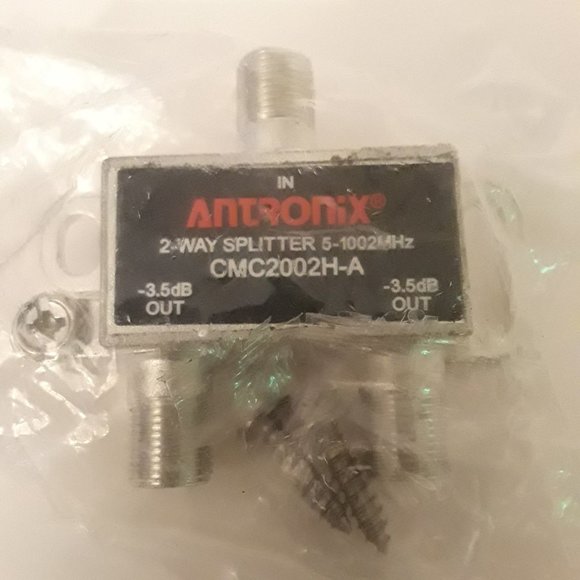 IN
ANTRONIX®
2-WAY SPLITTER 5-1002MHz
CMC2002H-A
-3.5dB
OUT
-3.5dB
OUT